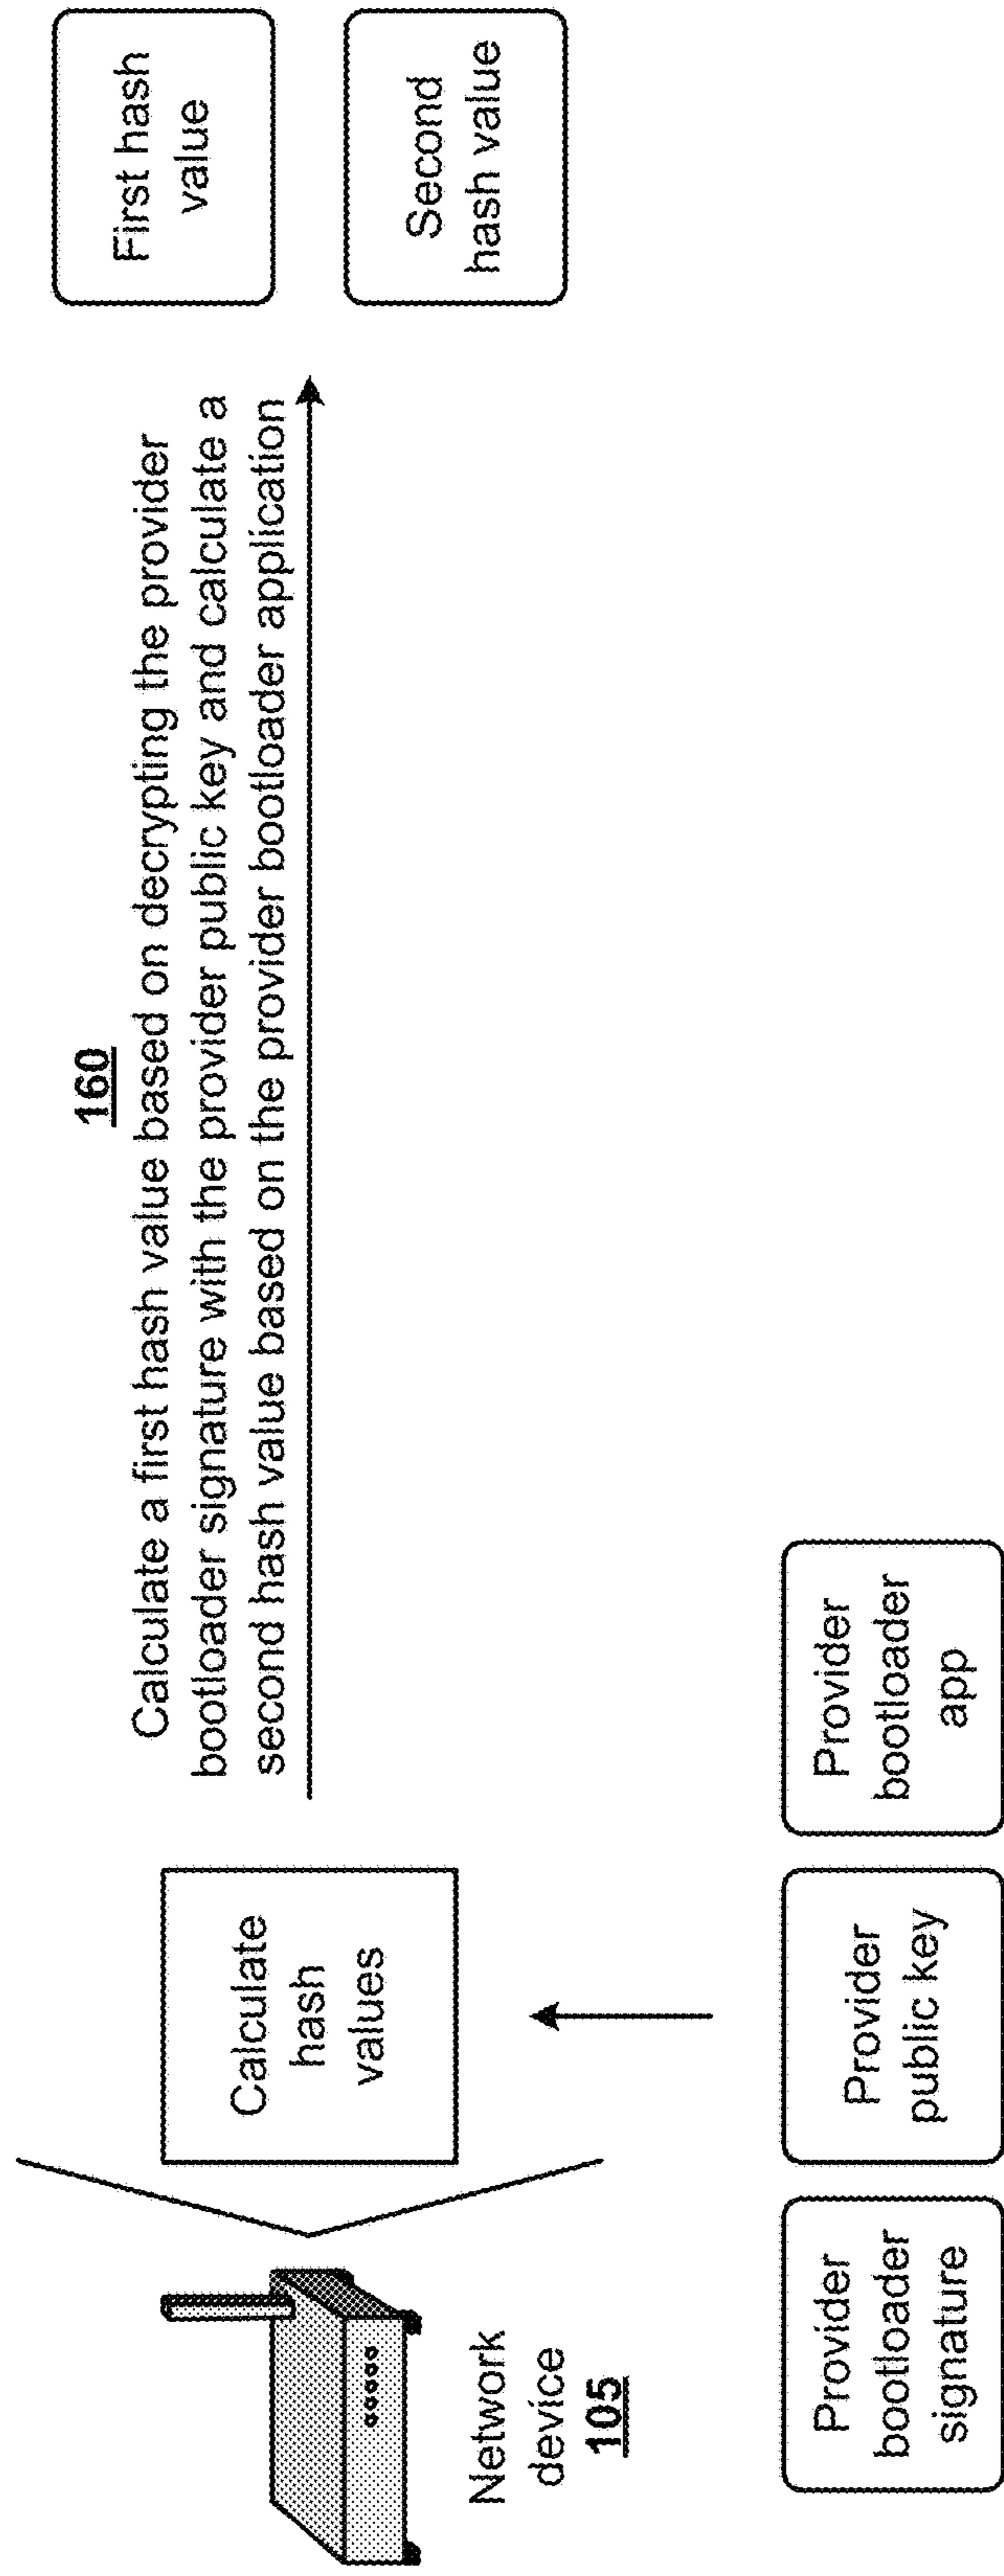 160
Calculate a first hash value based on decrypting the provider
bootloader signature with the provider public key and calculate a
second hash value based on the provider bootloader application
First hash
value
Second
hash value
Calculate
hash
values
Network
device
105
Provider
bootloader
signature
Provider
public key
Provider
bootloader
app